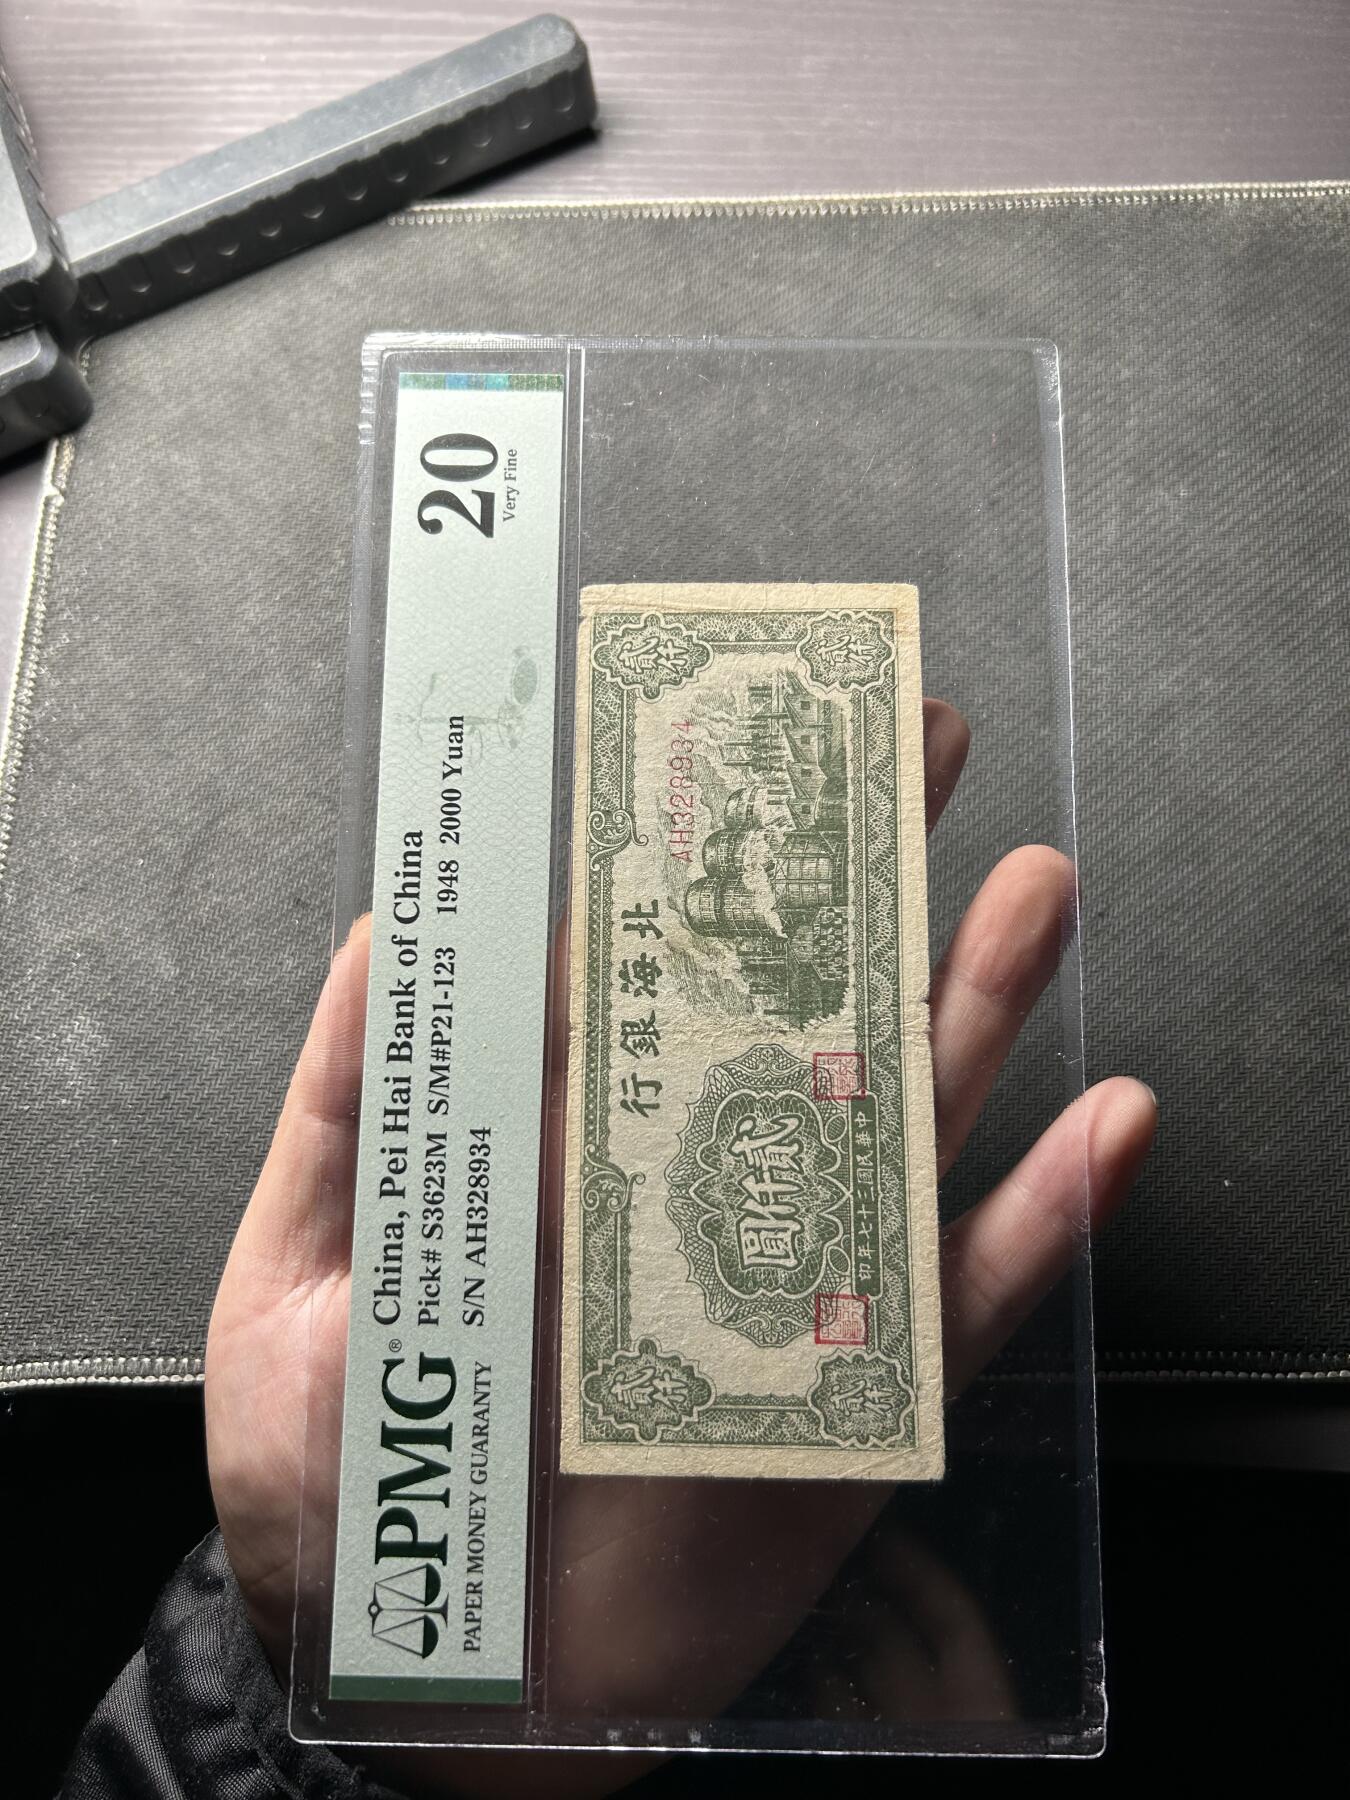 PMG®
PAPER MONEY GUARANTY
China, Pei Hai Bank of China
Pick# S3623M S/M#P21-123 1948 2000 Yuan
S/N AH328934
20
Very Fine
貳仟
貳仟
北海銀行
AH328934
貳仟圓
中華民國三十七年印
貳仟
貳仟